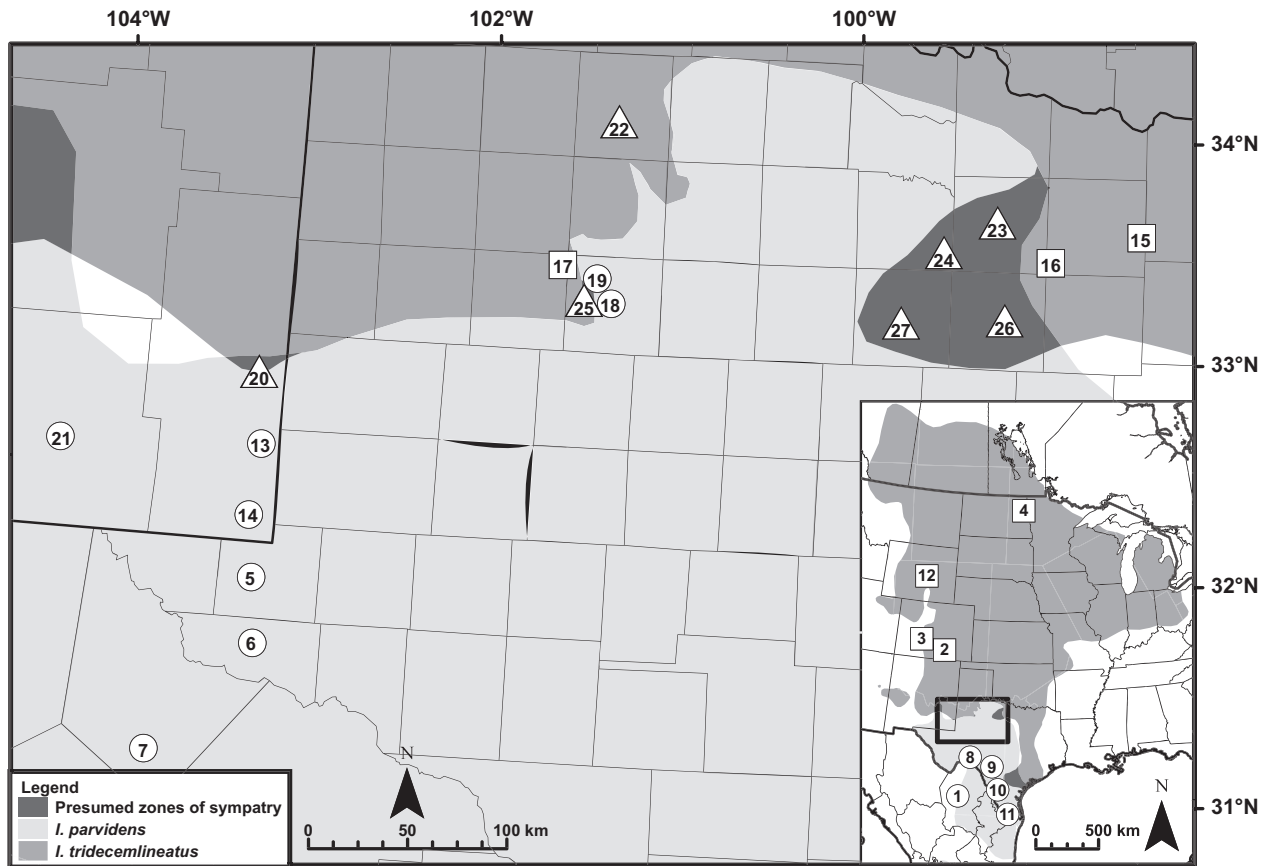 104°W 102°W 100°W
22
34°N
23
15
24
16
17
19
25 18
27
26
33°N
20
21
13
14
4
5
12
32°N
6
3
2
7
N
8
9
N
1
10
11
31°N
Legend
Presumed zones of sympatry
I. parvidens
I. tridecemlineatus
0 50 100 km
0 500 km